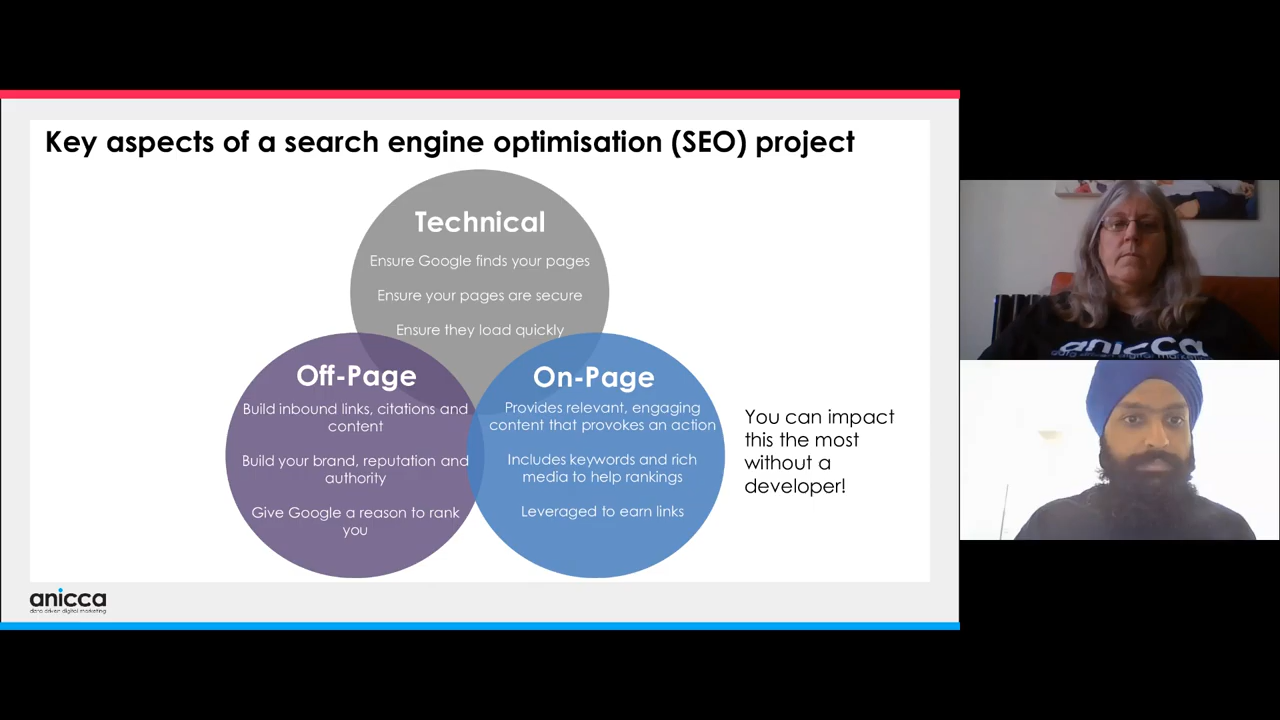 Key aspects of a search engine optimisation (SEO) project
Technical
Ensure Google finds your pages
Ensure your pages are secure
Ensure they load quickly
Off-Page
Build inbound links, citations and
content
Build your brand, reputation and
authority
Give Google a reason to rank
you
On-Page
Provides relevant, engaging
content that provokes an action
Includes keywords and rich
media to help rankings
Leveraged to earn links
You can impact
this the most
without a
developer!
anicca
data driven digital marketing
anicca